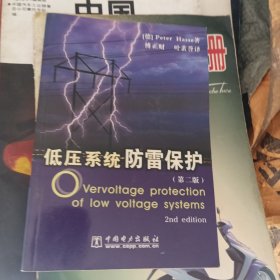 中国
册
[德] Peter Hasse著
傅正财 叶蜚誉译
低压系统防雷保护
(第二版)
Overvoltage protection
of low voltage systems
2nd edition
中国电力出版社